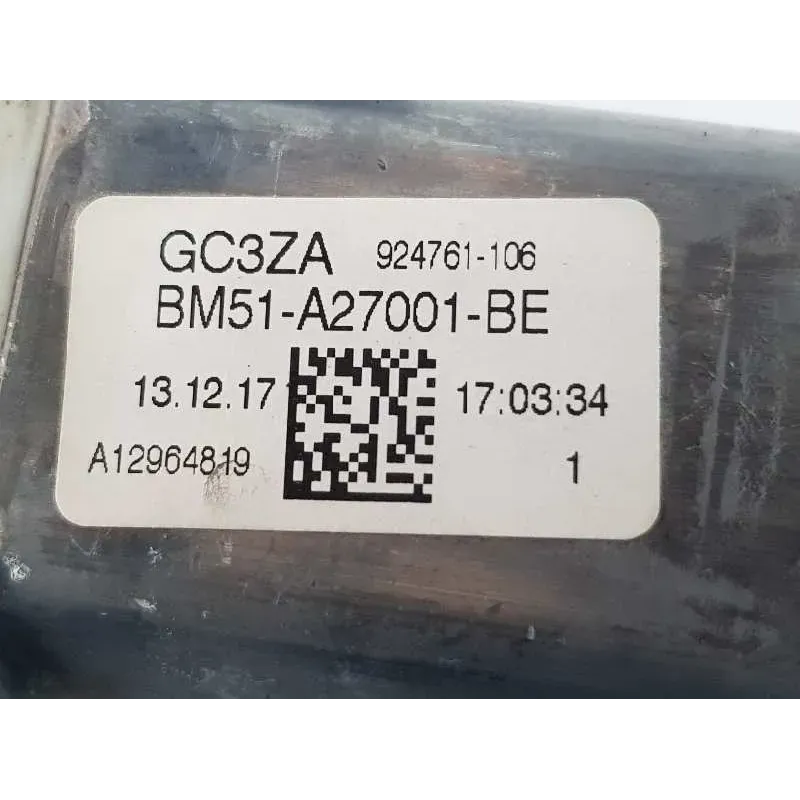 GC3ZA 924761-106
BM51-A27001-BE
13.12.17 17:03:34
A12964819 1